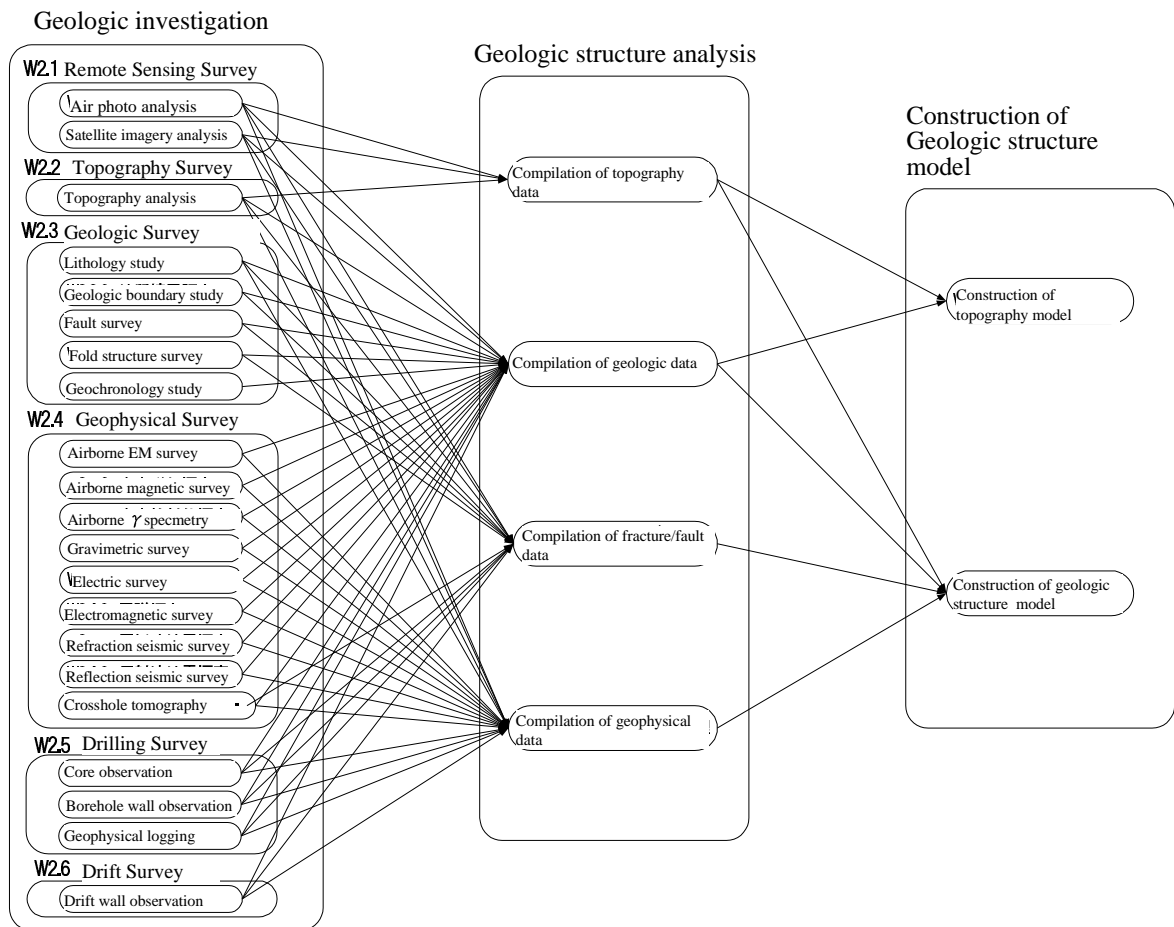 Geologic investigation
W2.1 Remote Sensing Survey
Air photo analysis
Satellite imagery analysis
W2.2 Topography Survey
Topography analysis
W2.3 Geologic Survey
Lithology study
Geologic boundary study
Fault survey
Fold structure survey
Geochronology study
W2.4 Geophysical Survey
Airborne EM survey
Airborne magnetic survey
Airborne γ specmetry
Gravimetric survey
Electric survey
Electromagnetic survey
Refraction seismic survey
Reflection seismic survey
Crosshole tomography
W2.5 Drilling Survey
Core observation
Borehole wall observation
Geophysical logging
W2.6 Drift Survey
Drift wall observation
Geologic structure analysis
Compilation of topography
data
Compilation of geologic data
Compilation of fracture/fault
data
Compilation of geophysical
data
Construction of
Geologic structure
model
Construction of
topography model
Construction of geologic
structure model